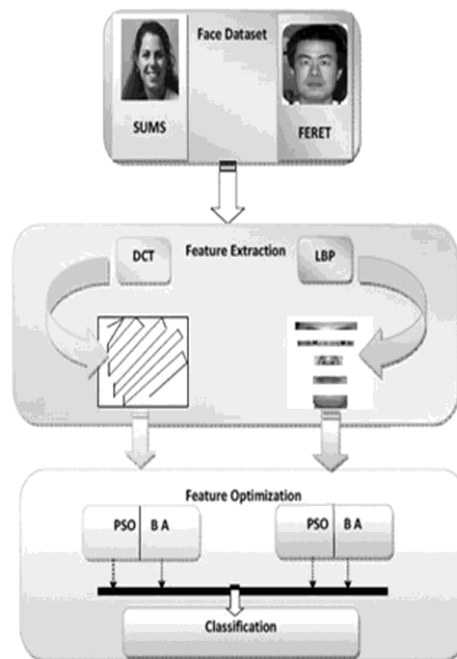 Face Dataset
SUMS
FERET
DCT
Feature Extraction
LBP
Feature Optimization
PSO
B A
PSO
B A
Classification